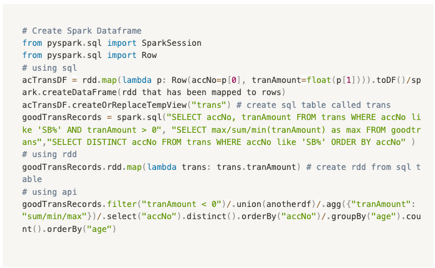 # Create Spark Dataframe
from pyspark.sql import SparkSession
from pyspark.sql import Row
# using sql
acTransDF = rdd.map(lambda p: Row(accNo=p[0], tranAmount=float(p[1]))).toDF()/sp
ark.createDataFrame(rdd that has been mapped to rows)
acTransDF.createOrReplaceTempView("trans") # create sql table called trans
goodTransRecords = spark.sql("SELECT accNo, tranAmount FROM trans WHERE accNo li
ke 'SB%' AND tranAmount > 0", "SELECT max/sum/min(tranAmount) as max FROM goodtr
ans","SELECT DISTINCT accNo FROM trans WHERE accNo like 'SB%' ORDER BY accNo" )
# using rdd
goodTransRecords.rdd.map(lambda trans: trans.tranAmount) # create rdd from sql t
able
# using api
goodTransRecords.filter("tranAmount < 0")/.union(anotherdf)/.agg({"tranAmount":
"sum/min/max"})/.select("accNo").distinct().orderBy("accNo")/.groupBy("age").cou
nt().orderBy("age")